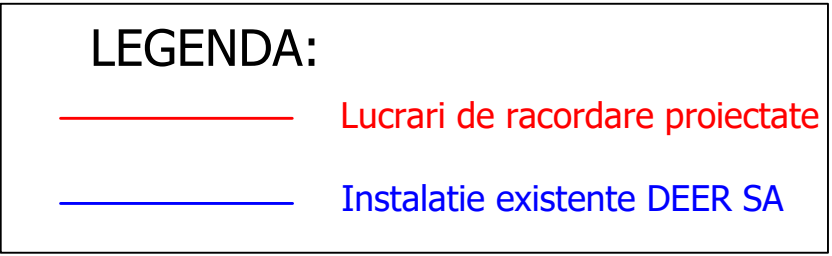 LEGENDA:
Lucrari de racordare proiectate
Instalatie existente DEER SA